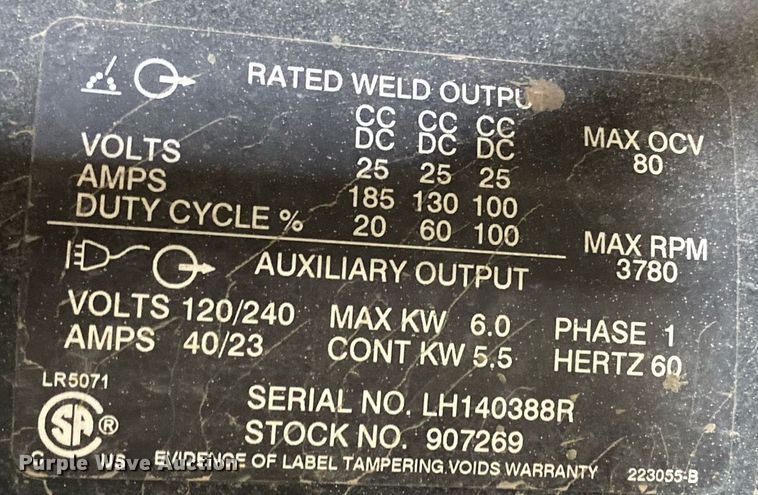 RATED WELD OUTPUT
CC CC CC
DC DC DC
VOLTS 25 25 25
AMPS 185 130 100
DUTY CYCLE % 20 60 100
MAX OCV
80
MAX RPM
3780
AUXILIARY OUTPUT
VOLTS 120/240 MAX KW 6.0 PHASE 1
AMPS 40/23 CONT KW 5.5 HERTZ 60
LR5071
SERIAL NO. LH140388R
STOCK NO. 907269
SA ®
C US EVIDENCE OF LABEL TAMPERING VOIDS WARRANTY 223055-B
Purple Wave Auction